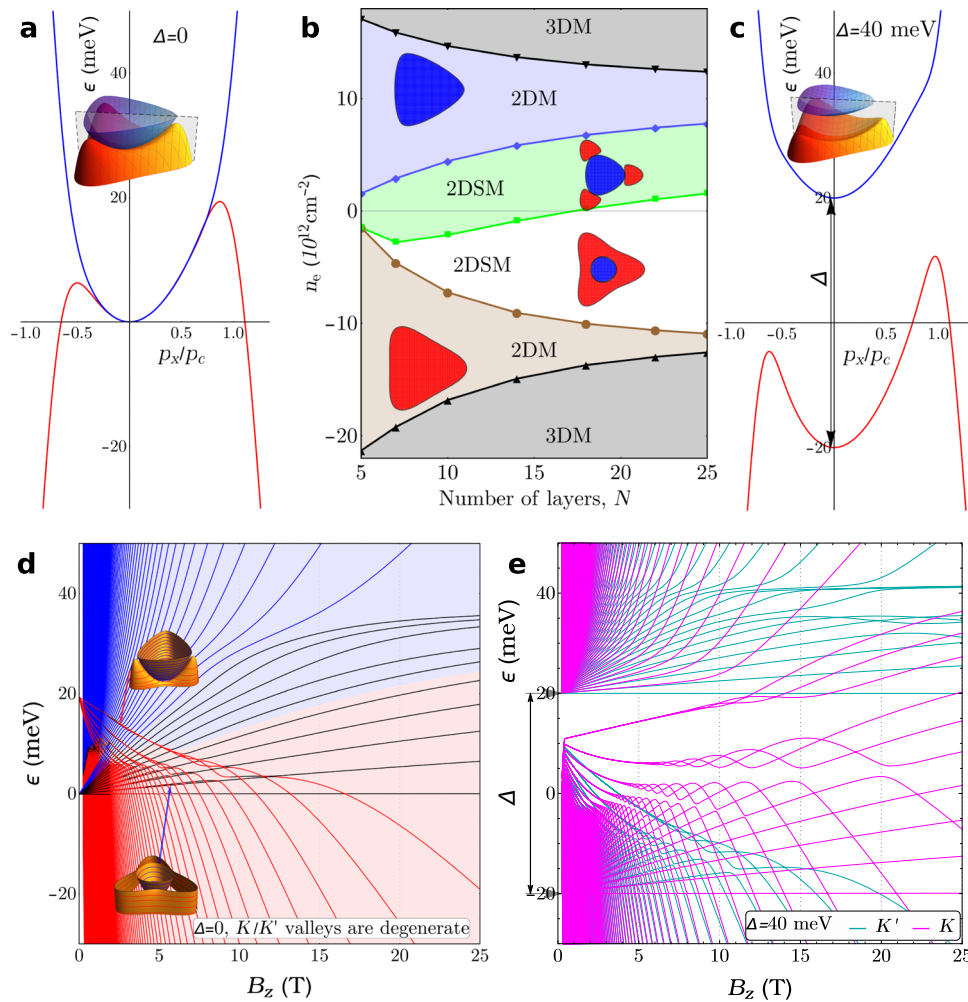 a
Δ=0
ϵ (meV)
40
20
−1.0
−0.5
0.5
1.0
p_x/p_c
−20
b
3DM
2DM
2DSM
2DSM
2DM
3DM
10
0
−10
−20
n_e (10^12 cm^−2)
5
10
15
20
25
Number of layers, N
c
Δ=40 meV
ϵ (meV)
40
20
Δ
−1.0
−0.5
0.5
1.0
p_x/p_c
−20
d
ϵ (meV)
40
20
0
−20
Δ=0, K/K' valleys are degenerate
0
5
10
15
20
25
B_z (T)
e
ϵ (meV)
40
20
0
−20
Δ
Δ=40 meV
K'
K
0
5
10
15
20
25
B_z (T)